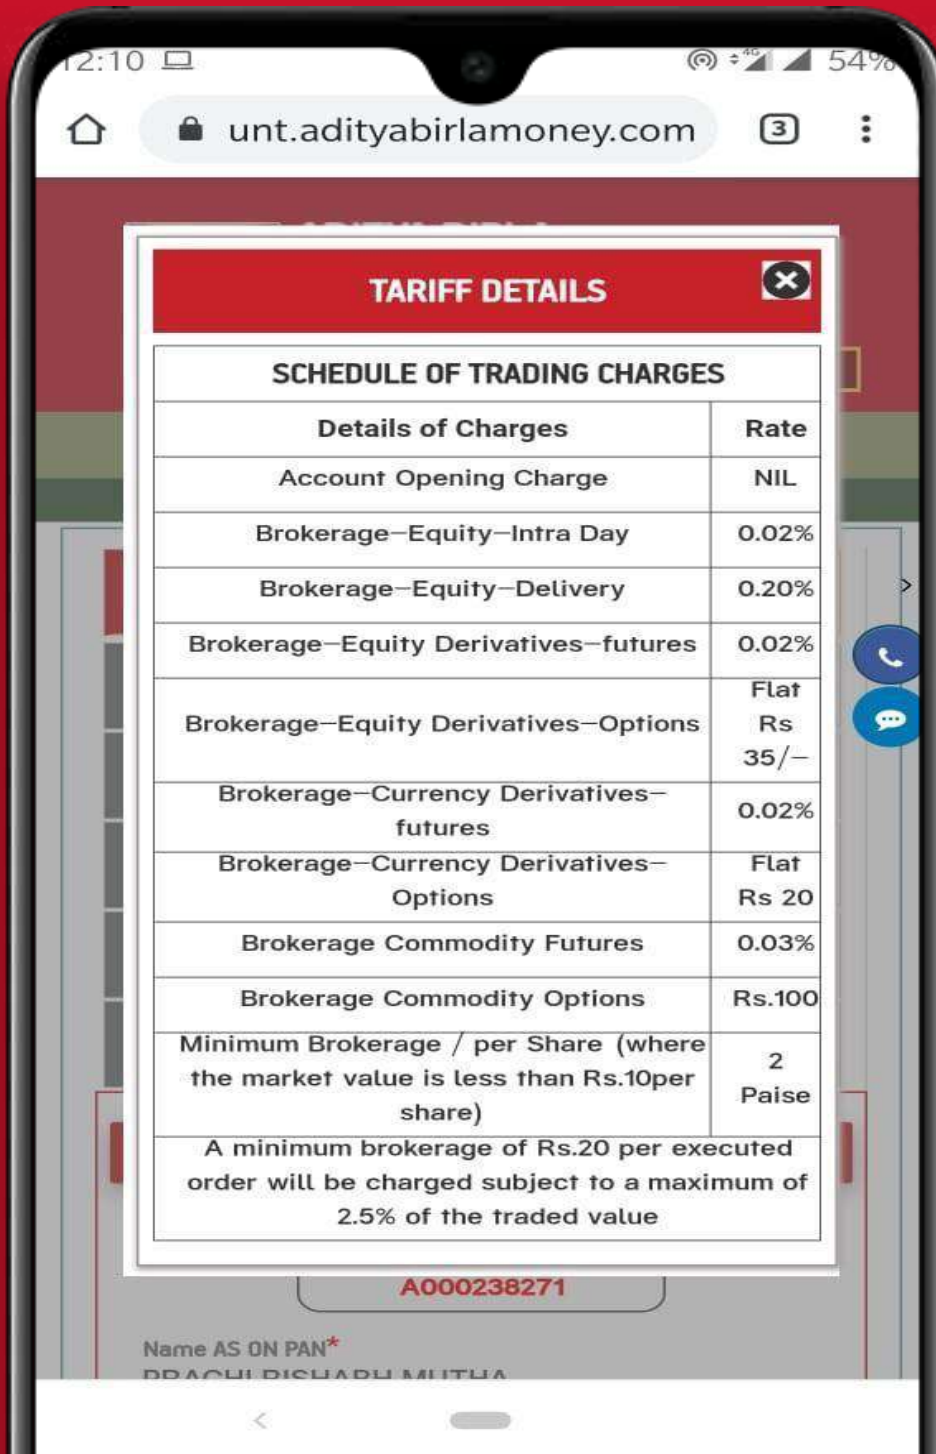 12:10
4G
54%
unt.adityabirlamoney.com
3
TARIFF DETAILS
SCHEDULE OF TRADING CHARGES
Details of Charges Rate
Account Opening Charge NIL
Brokerage–Equity–Intra Day 0.02%
Brokerage–Equity–Delivery 0.20%
Brokerage–Equity Derivatives–futures 0.02%
Brokerage–Equity Derivatives–Options
Flat
Rs
35/–
Brokerage–Currency Derivatives–
futures
0.02%
Brokerage–Currency Derivatives–
Options
Flat
Rs 20
Brokerage Commodity Futures 0.03%
Brokerage Commodity Options Rs.100
Minimum Brokerage / per Share (where
the market value is less than Rs.10per
share)
2
Paise
A minimum brokerage of Rs.20 per executed
order will be charged subject to a maximum of
2.5% of the traded value
A000238271
Name AS ON PAN*
PRACHI RISHABH MUTHA